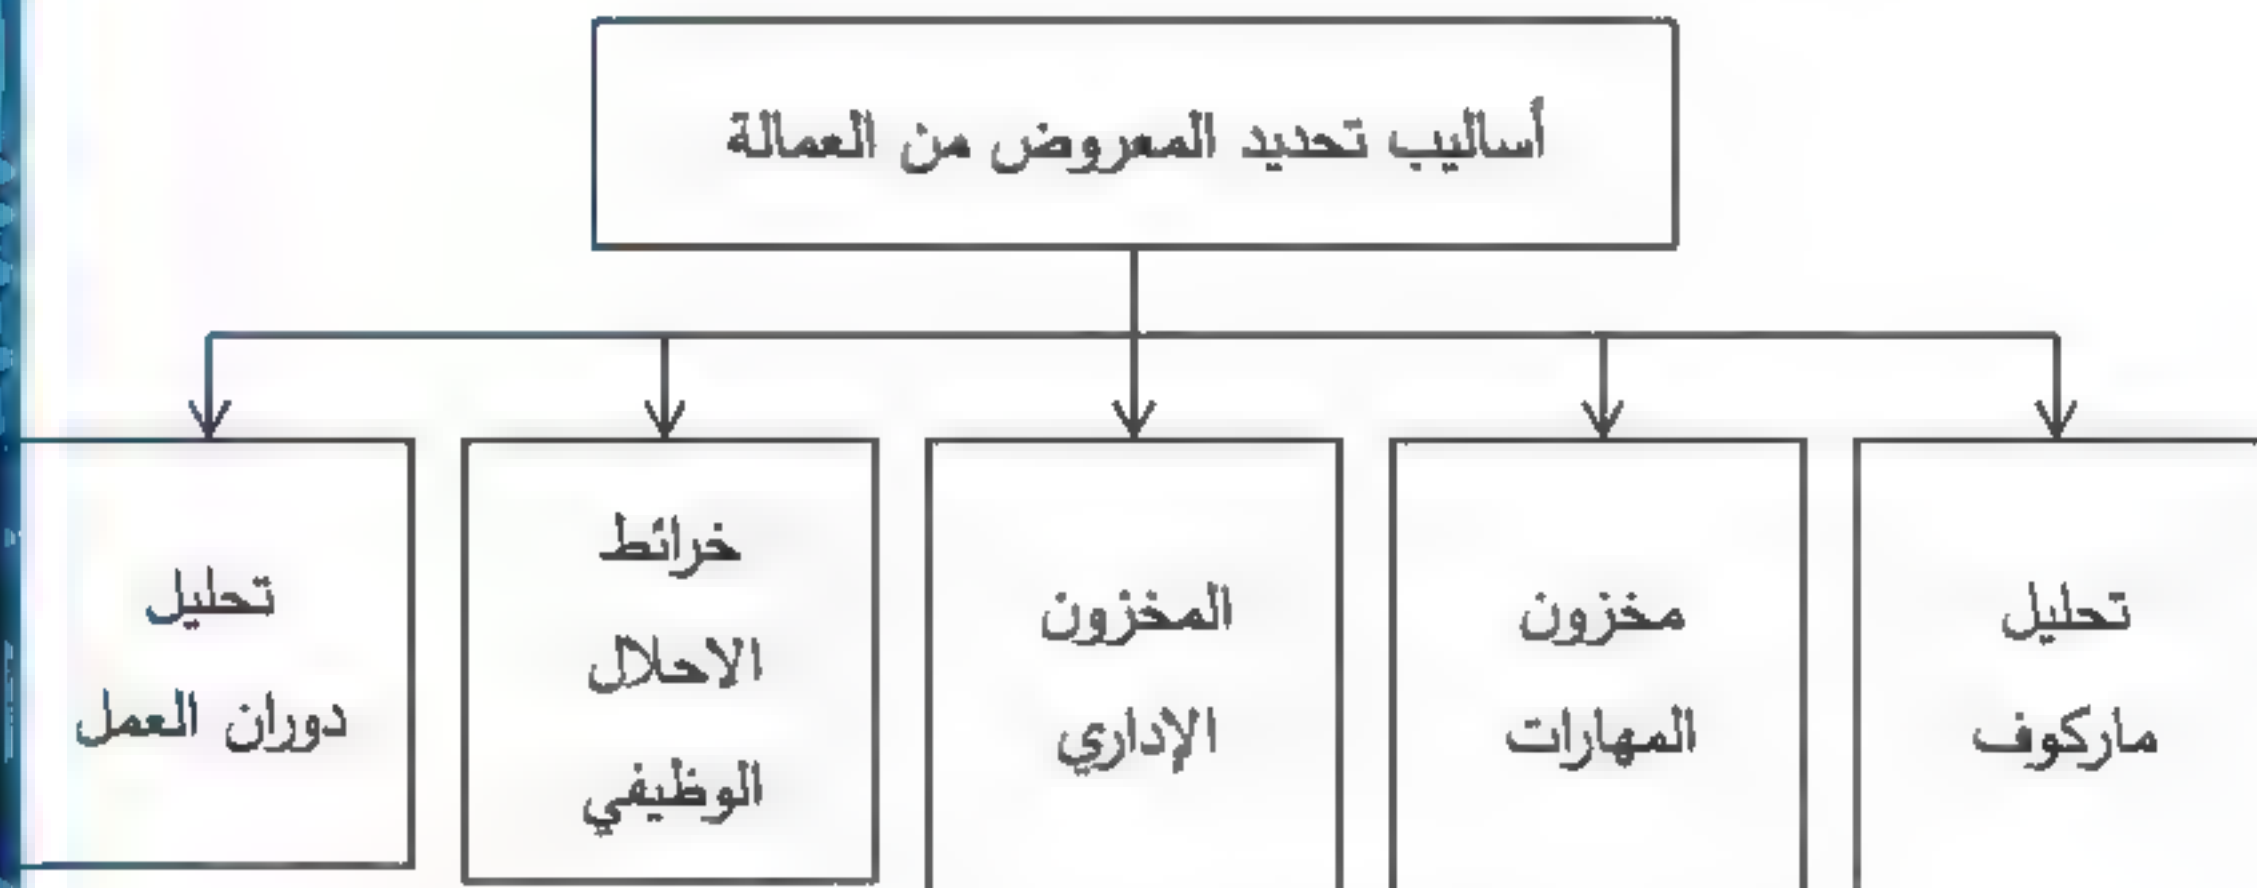 أساليب تحديد المعروض من العمالة
تحليل
ماركوف
مخزون
المهارات
المخزون
الإداري
خرائط
الاحلال
الوظيفي
تحليل
دوران العمل